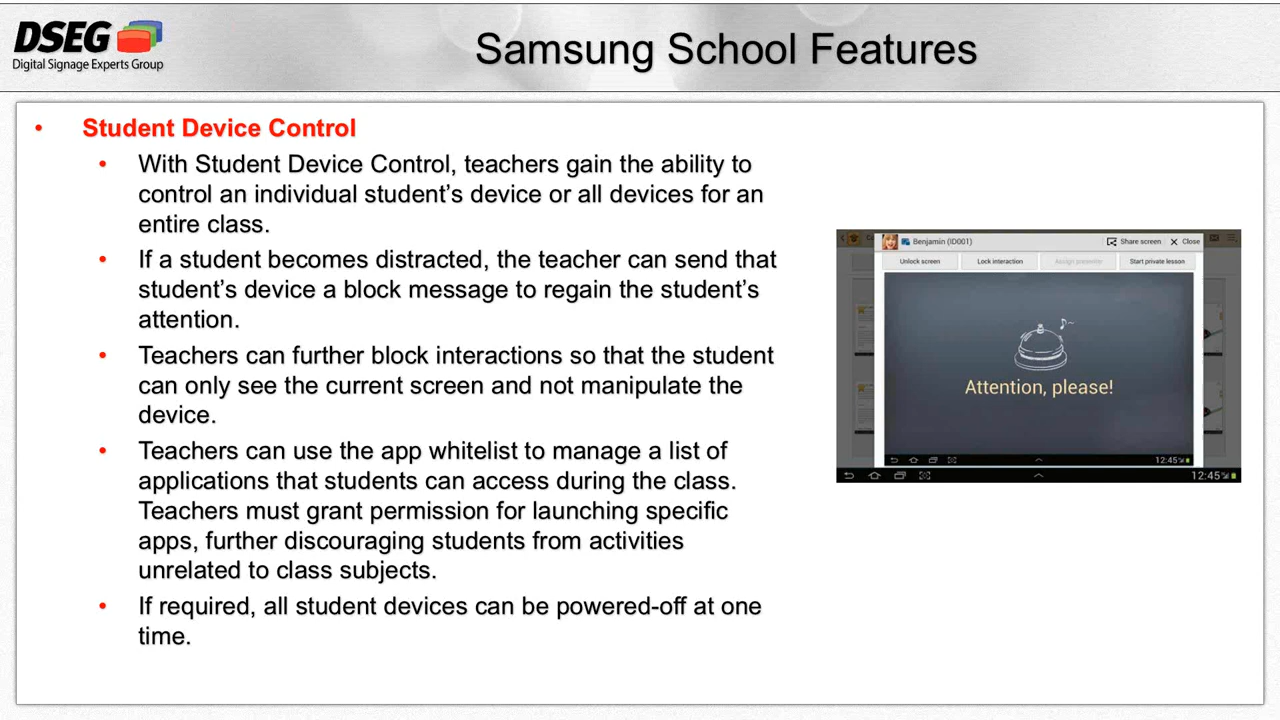 DSEG
Digital Signage Experts Group
Samsung School Features
• Student Device Control
• With Student Device Control, teachers gain the ability to
control an individual student’s device or all devices for an
entire class.
• If a student becomes distracted, the teacher can send that
student’s device a block message to regain the student’s
attention.
• Teachers can further block interactions so that the student
can only see the current screen and not manipulate the
device.
• Teachers can use the app whitelist to manage a list of
applications that students can access during the class.
Teachers must grant permission for launching specific
apps, further discouraging students from activities
unrelated to class subjects.
• If required, all student devices can be powered-off at one
time.
Benjamin (ID001) Share screen Close
Unlock screen Lock interaction Assign presenter Start private lesson
Attention, please!
12:45
12:45